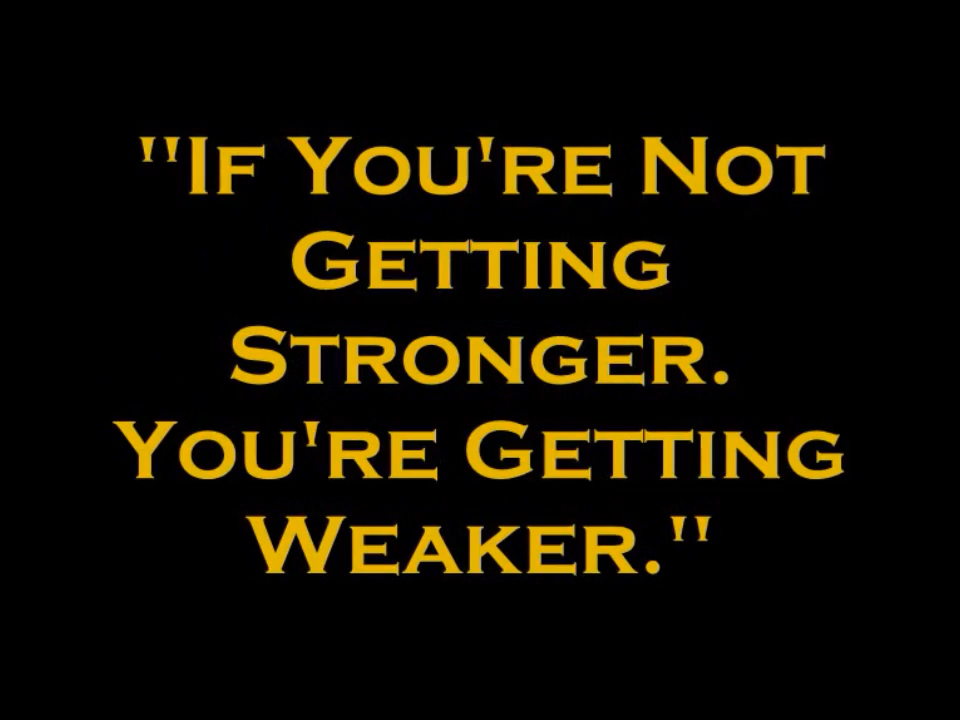 "If You're Not
Getting
Stronger.
You're Getting
Weaker."